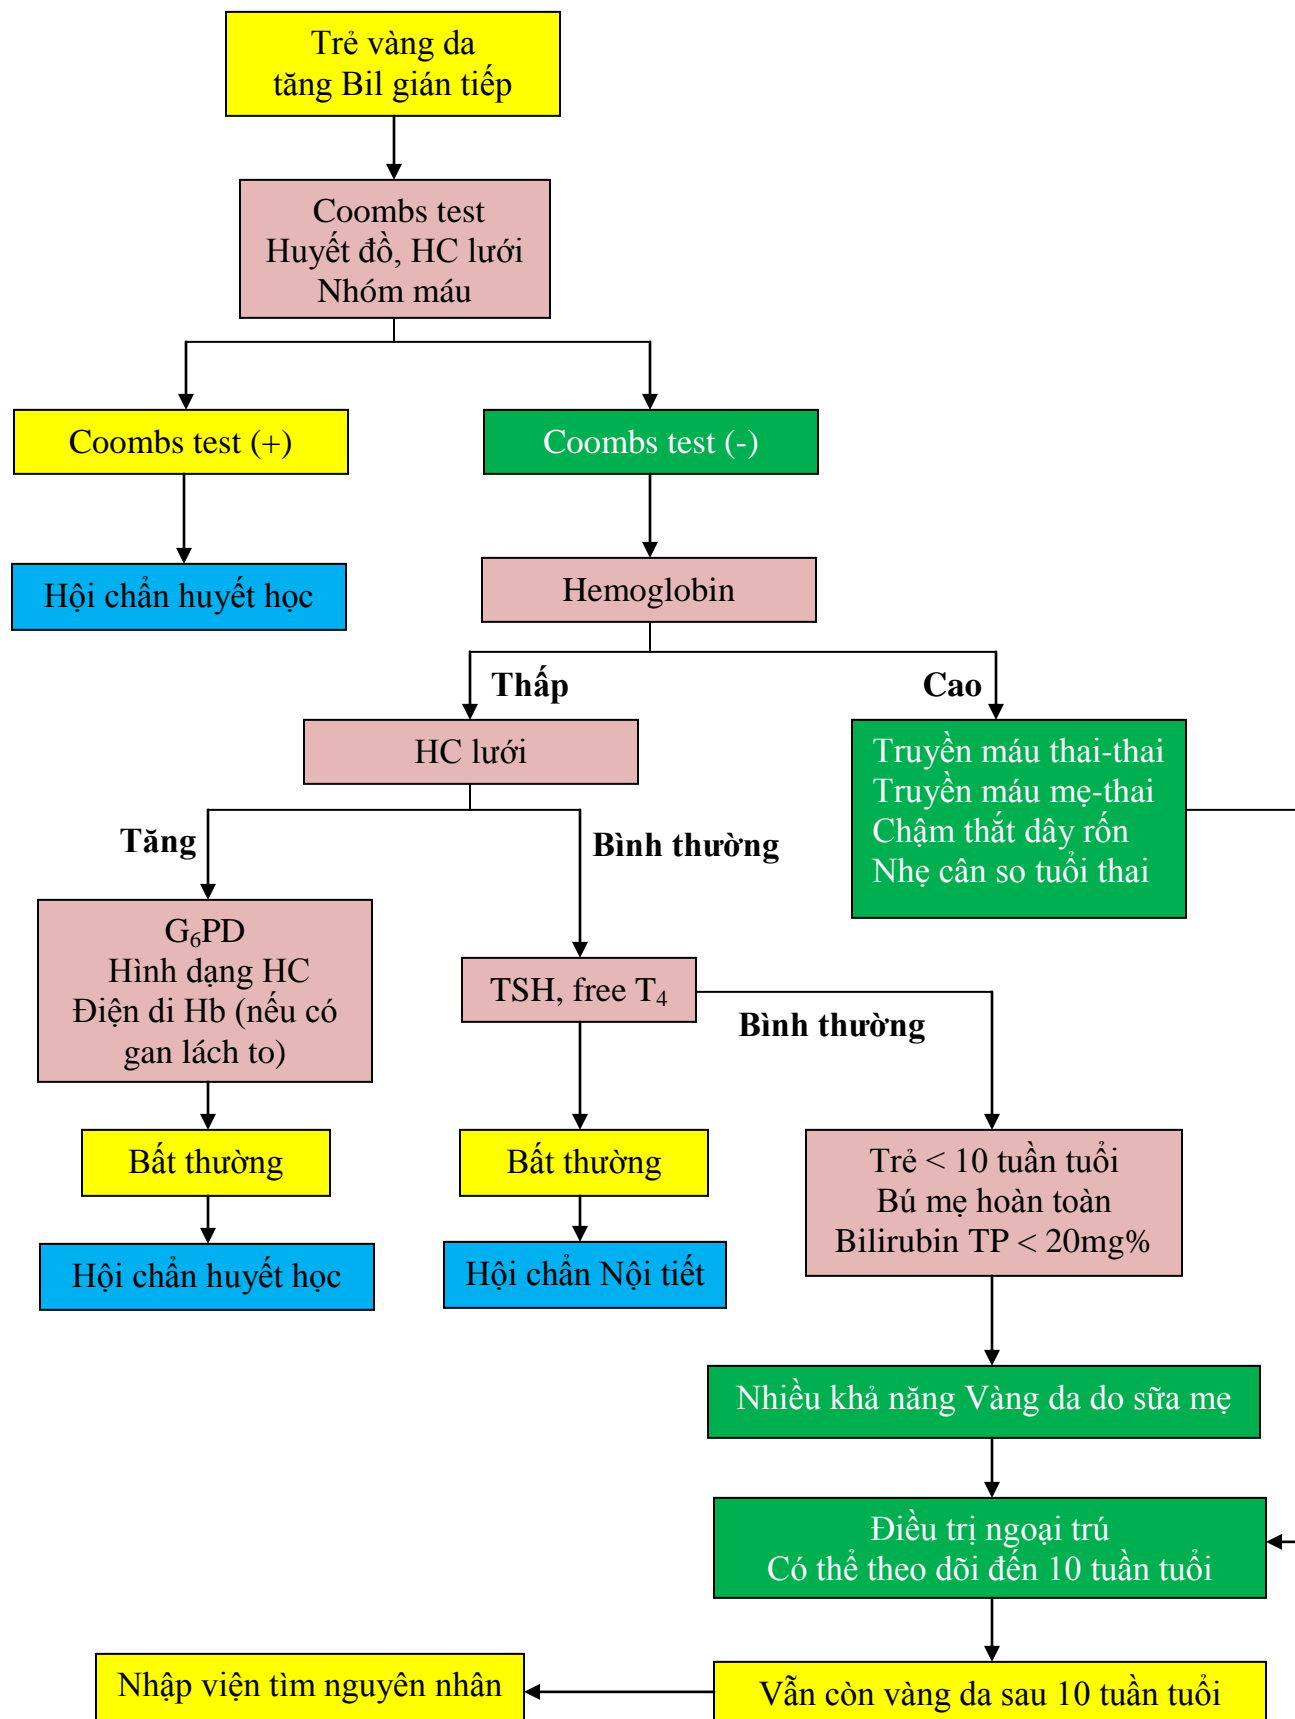 Trẻ vàng da
tăng Bil gián tiếp
Coombs test
Huyết đồ, HC lưới
Nhóm máu
Coombs test (+)
Coombs test (-)
Hội chẩn huyết học
Hemoglobin
Thấp
Cao
HC lưới
Truyền máu thai-thai
Truyền máu mẹ-thai
Chậm thắt dây rốn
Nhẹ cân so tuổi thai
Tăng
Bình thường
G₆PD
Hình dạng HC
Điện di Hb (nếu có
gan lách to)
TSH, free T₄
Bình thường
Bất thường
Bất thường
Trẻ < 10 tuần tuổi
Bú mẹ hoàn toàn
Bilirubin TP < 20mg%
Hội chẩn huyết học
Hội chẩn Nội tiết
Nhiều khả năng Vàng da do sữa mẹ
Điều trị ngoại trú
Có thể theo dõi đến 10 tuần tuổi
Nhập viện tìm nguyên nhân
Vẫn còn vàng da sau 10 tuần tuổi